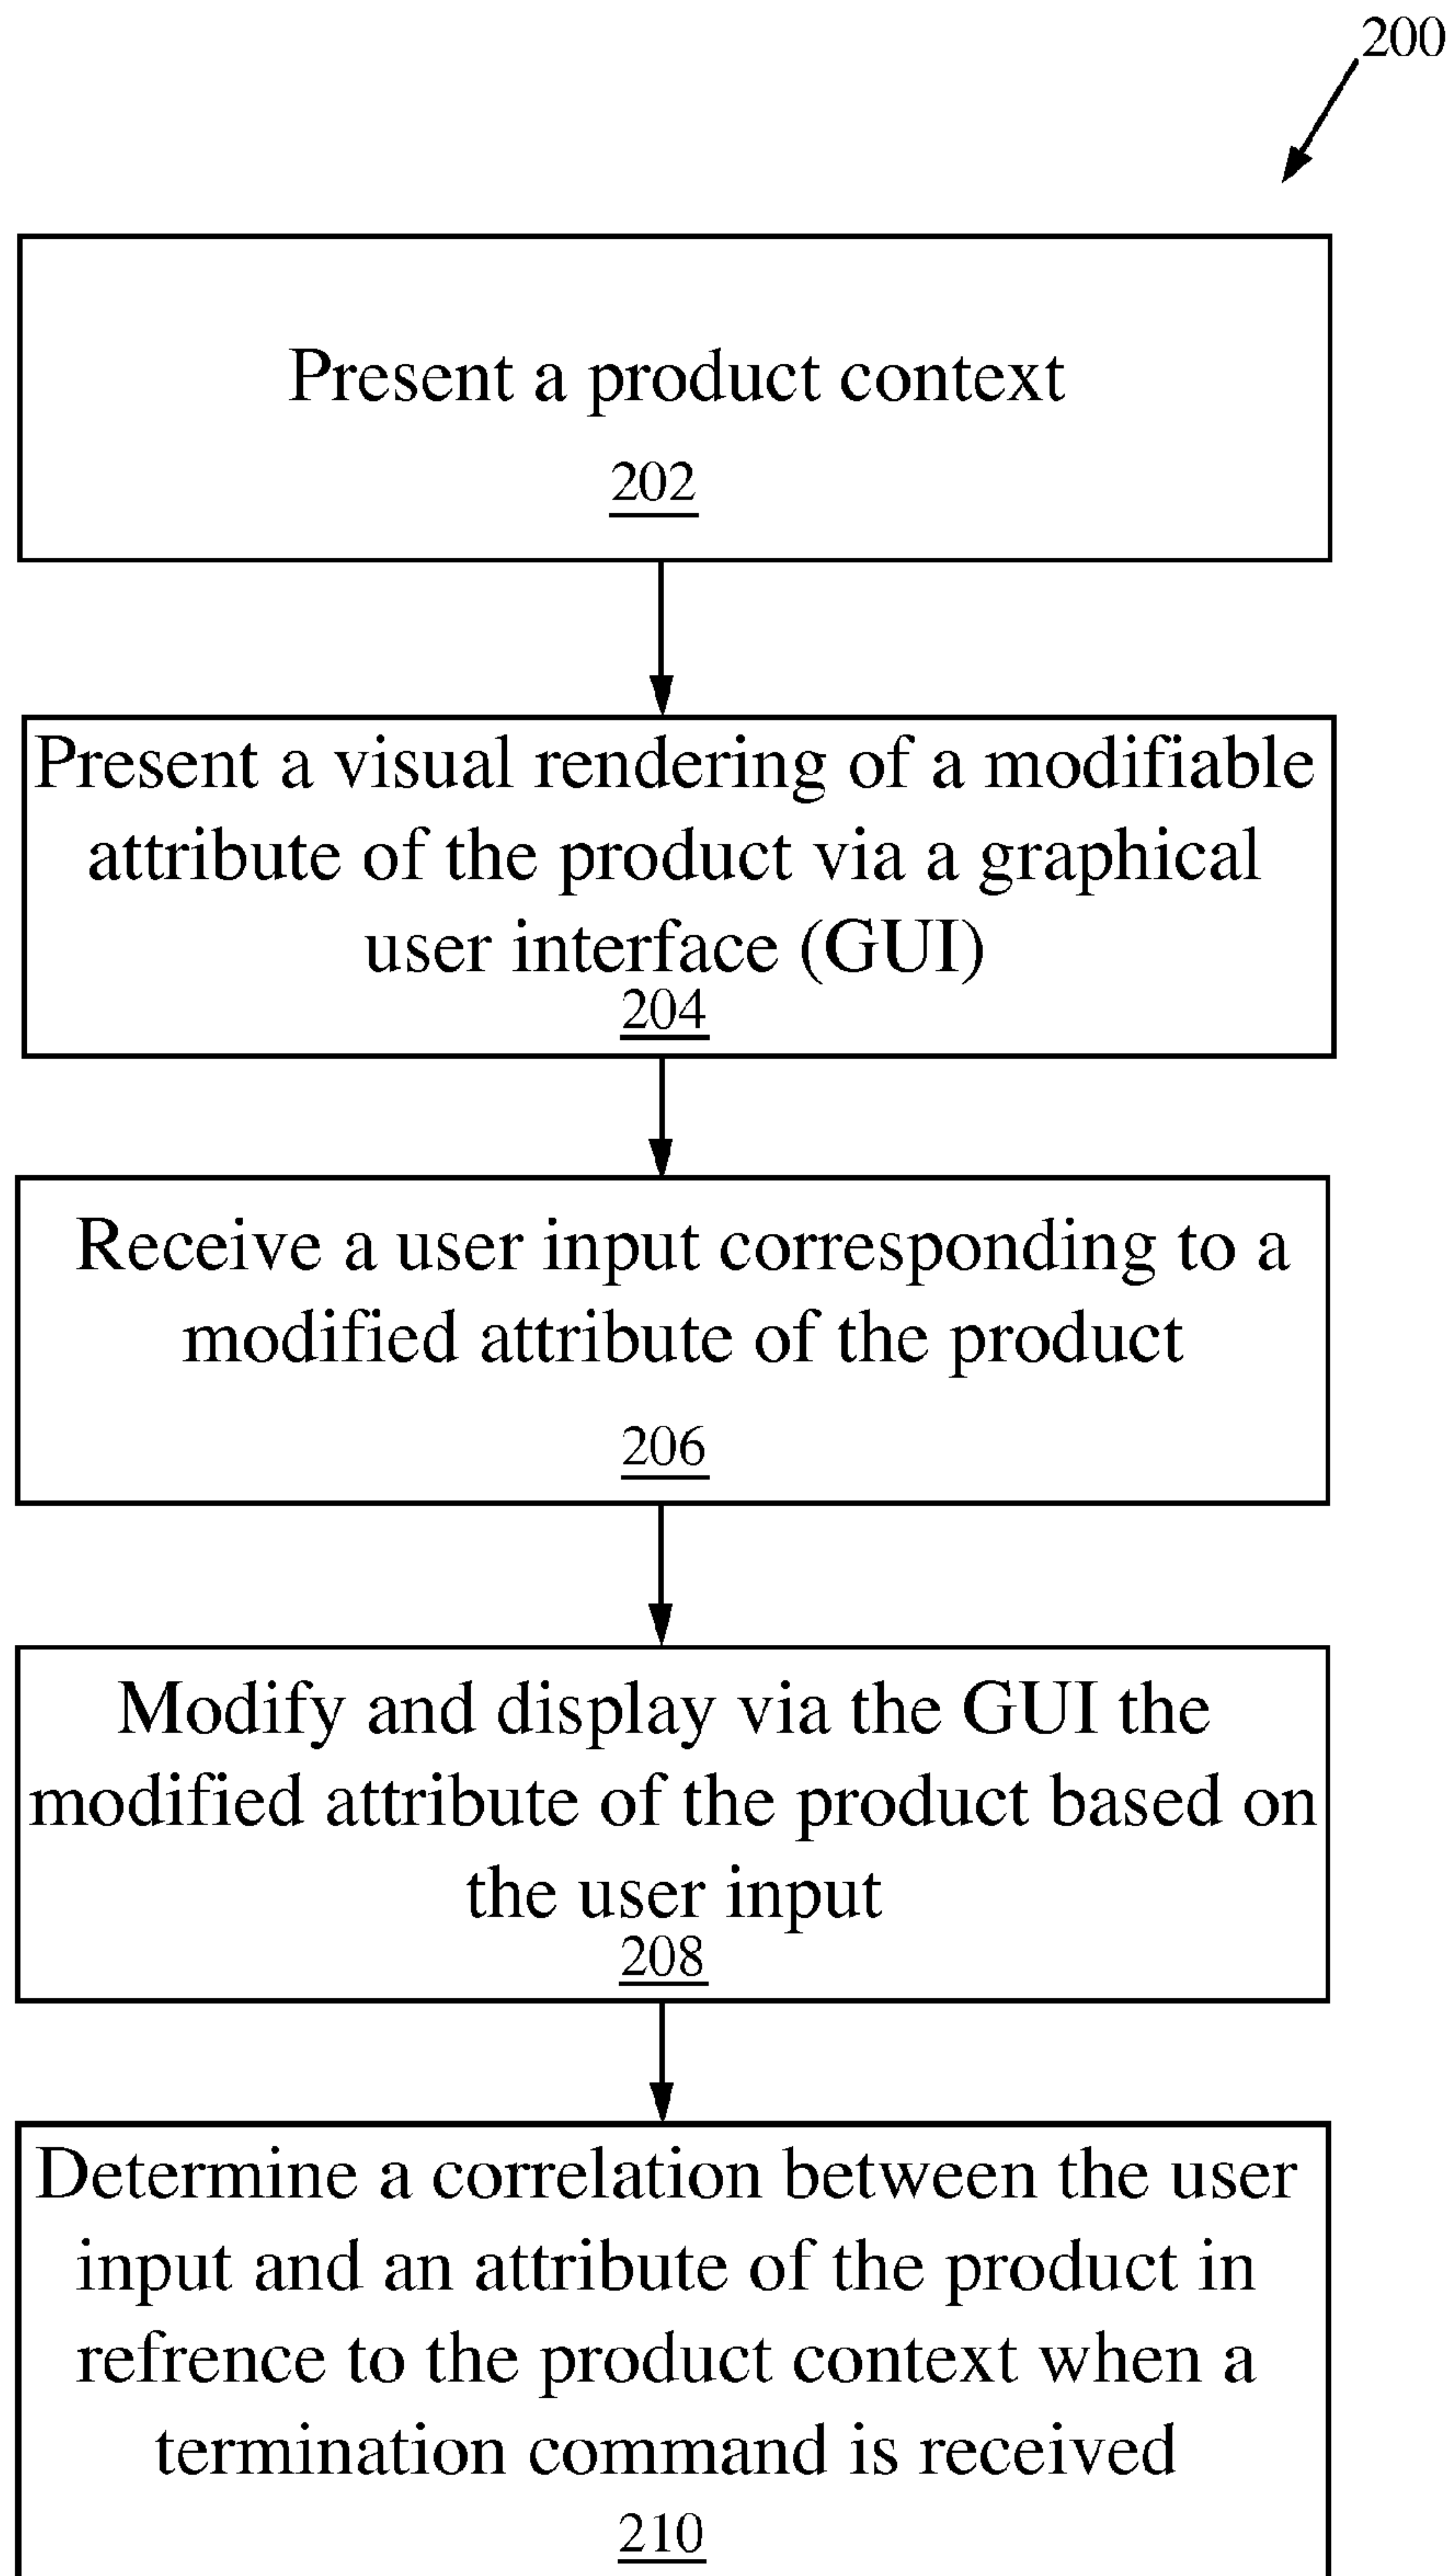 200
Present a product context
202
Present a visual rendering of a modifiable
attribute of the product via a graphical
user interface (GUI)
204
Receive a user input corresponding to a
modified attribute of the product
206
Modify and display via the GUI the
modified attribute of the product based on
the user input
208
Determine a correlation between the user
input and an attribute of the product in
refrence to the product context when a
termination command is received
210